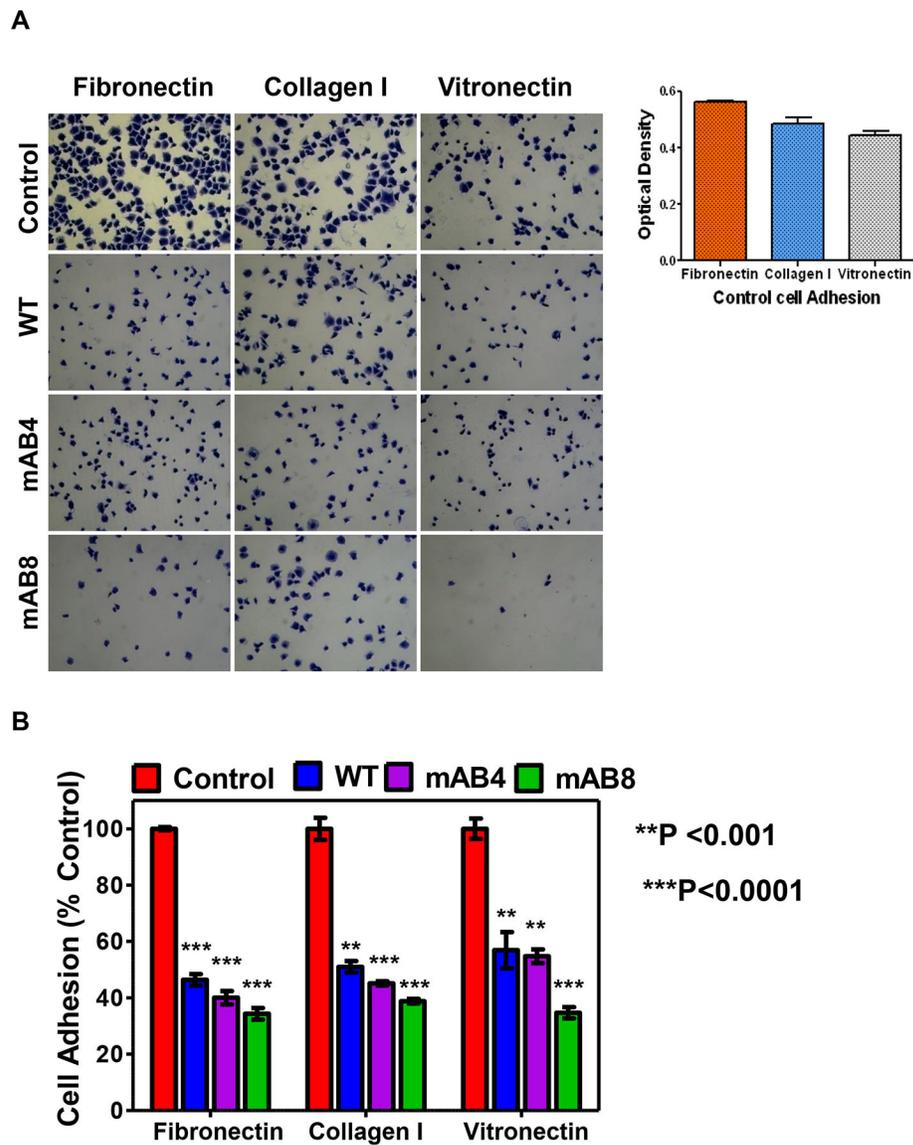 A
Fibronectin Collagen I Vitronectin
Control
WT
mAB4
mAB8
Optical Density
0.6
0.4
0.2
0.0
Fibronectin Collagen I Vitronectin
Control cell Adhesion
B
Control WT mAB4 mAB8
Cell Adhesion (% Control)
100
80
60
40
20
0
*** *** ***
** *** ***
** ** ***
Fibronectin Collagen I Vitronectin
**P <0.001
***P<0.0001